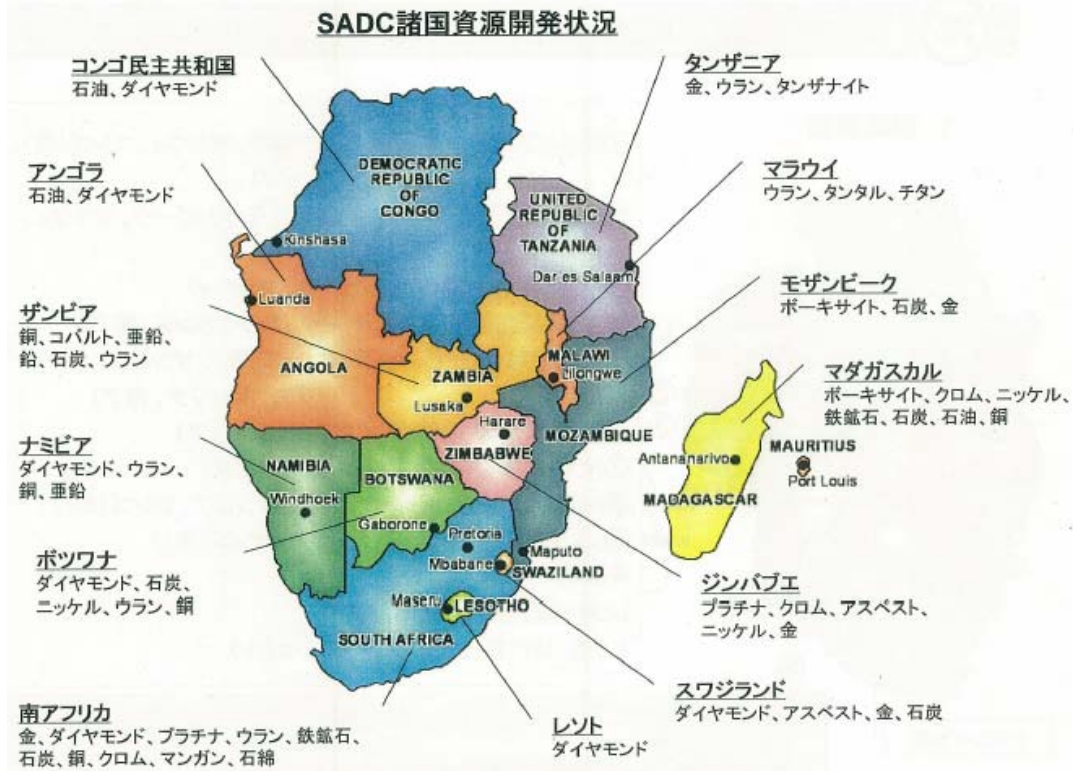 SADC諸国資源開発状況
コンゴ民主共和国
石油、ダイヤモンド
タンザニア
金、ウラン、タンザナイト
アンゴラ
石油、ダイヤモンド
マラウイ
ウラン、タンタル、チタン
ザンビア
銅、コバルト、亜鉛、
鉛、石炭、ウラン
モザンビーク
ボーキサイト、石炭、金
マダガスカル
ボーキサイト、クロム、ニッケル、
鉄鉱石、石炭、石油、銅
ナミビア
ダイヤモンド、ウラン、
銅、亜鉛
ボツワナ
ダイヤモンド、石炭、
ニッケル、ウラン、銅
ジンバブエ
プラチナ、クロム、アスベスト、
ニッケル、金
スワジランド
ダイヤモンド、アスベスト、金、石炭
南アフリカ
金、ダイヤモンド、プラチナ、ウラン、鉄鉱石、
石炭、銅、クロム、マンガン、石綿
レソト
ダイヤモンド
DEMOCRATIC
REPUBLIC
OF
CONGO
Kinshasa
UNITED
REPUBLIC
OF
TANZANIA
Dar es Salaam
Luanda
ANGOLA
ZAMBIA
Lusaka
MALAWI
Lilongwe
Harare
ZIMBABWE
MOZAMBIQUE
NAMIBIA
Windhoek
BOTSWANA
Gaborone
Pretoria
Mbabane
Maputo
SWAZILAND
Maseru
LESOTHO
SOUTH AFRICA
Antananarivo
MADAGASCAR
MAURITIUS
Port Louis